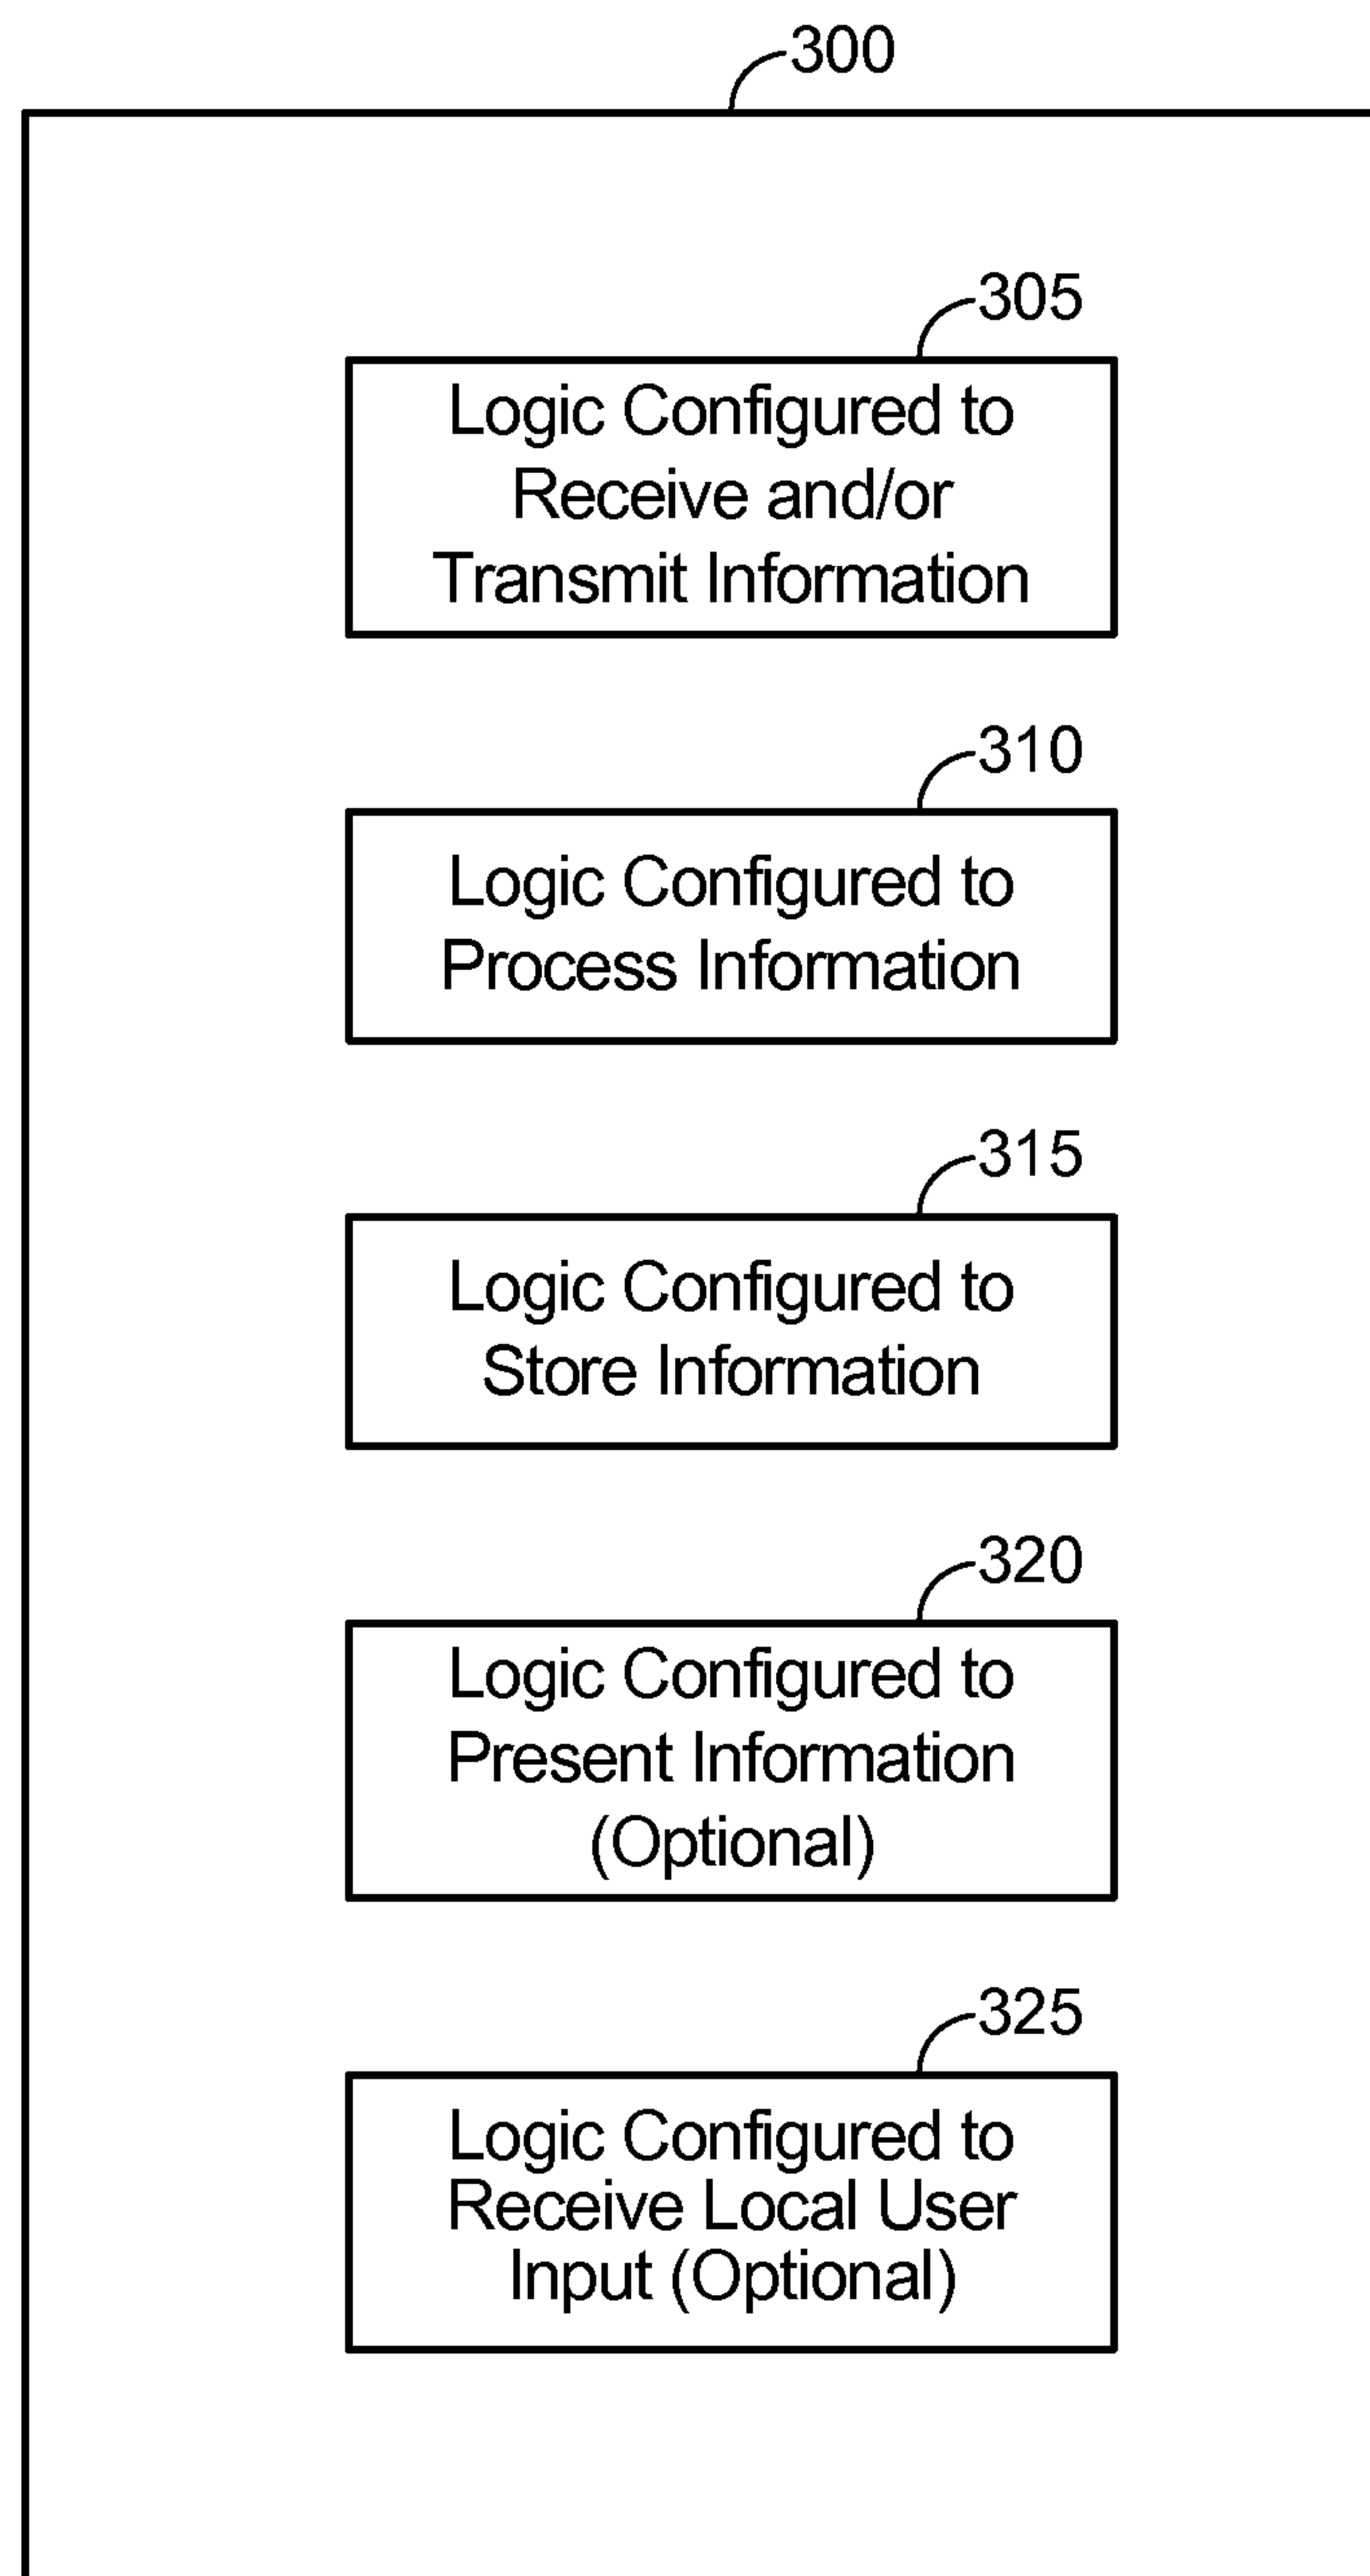 300
305
Logic Configured to
Receive and/or
Transmit Information
310
Logic Configured to
Process Information
315
Logic Configured to
Store Information
320
Logic Configured to
Present Information
(Optional)
325
Logic Configured to
Receive Local User
Input (Optional)